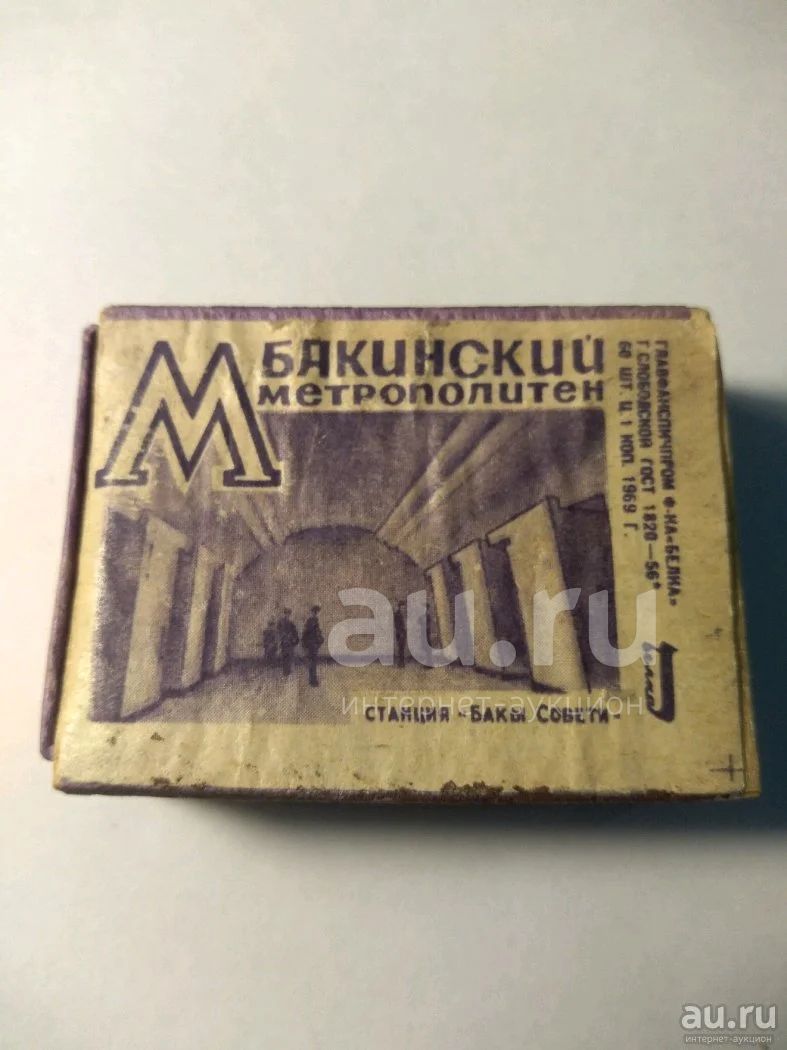 М
БАКИНСКИЙ
МЕТРОПОЛИТЕН
ГЛАВФАНСПИЧПРОМ Ф-КА «БЕЛКА»
Г. СЛОБОДСКОЙ ГОСТ 1820—56*
60 ШТ. Ц. 1 КОП. 1969 Г.
белка
СТАНЦИЯ «БАКЫ СОВЕТИ»
au.ru
интернет-аукцион
au.ru
интернет-аукцион